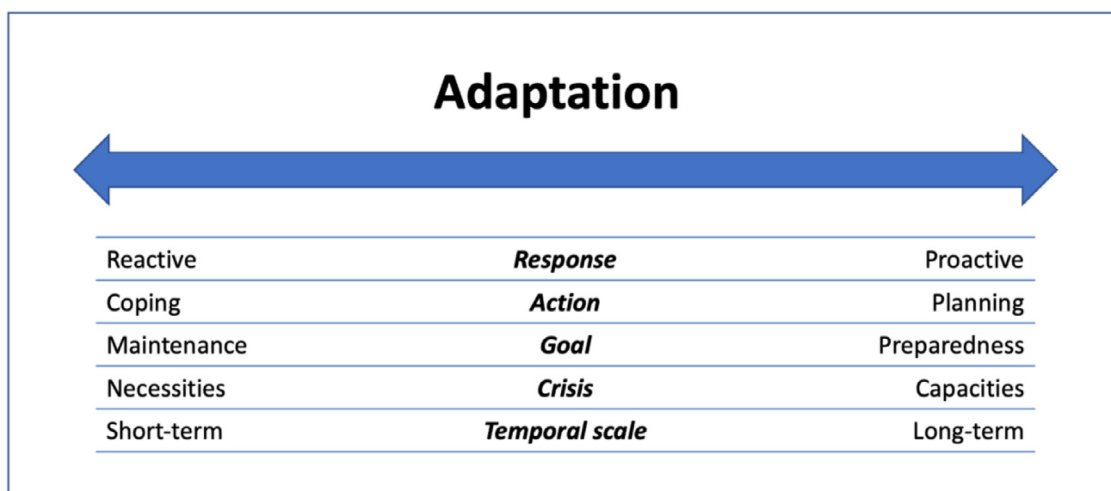 Adaptation
Reactive Response Proactive
Coping Action Planning
Maintenance Goal Preparedness
Necessities Crisis Capacities
Short-term Temporal scale Long-term